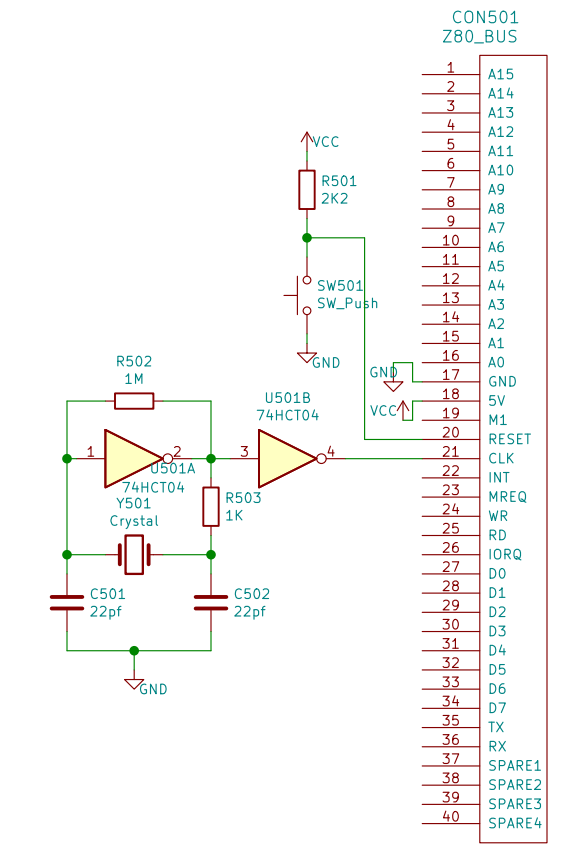 CON501
Z80_BUS
1 A15
2 A14
3 A13
4 A12
5 A11
6 A10
7 A9
8 A8
9 A7
10 A6
11 A5
12 A4
13 A3
14 A2
15 A1
16 A0
17 GND
18 5V
19 M1
20 RESET
21 CLK
22 INT
23 MREQ
24 WR
25 RD
26 IORQ
27 D0
28 D1
29 D2
30 D3
31 D4
32 D5
33 D6
34 D7
35 TX
36 RX
37 SPARE1
38 SPARE2
39 SPARE3
40 SPARE4
VCC
R501
2K2
SW501
SW_Push
GND
GND
VCC
R502
1M
1 2
U501A
74HCT04
U501B
74HCT04
3 4
R503
1K
Y501
Crystal
C501
22pf
C502
22pf
GND